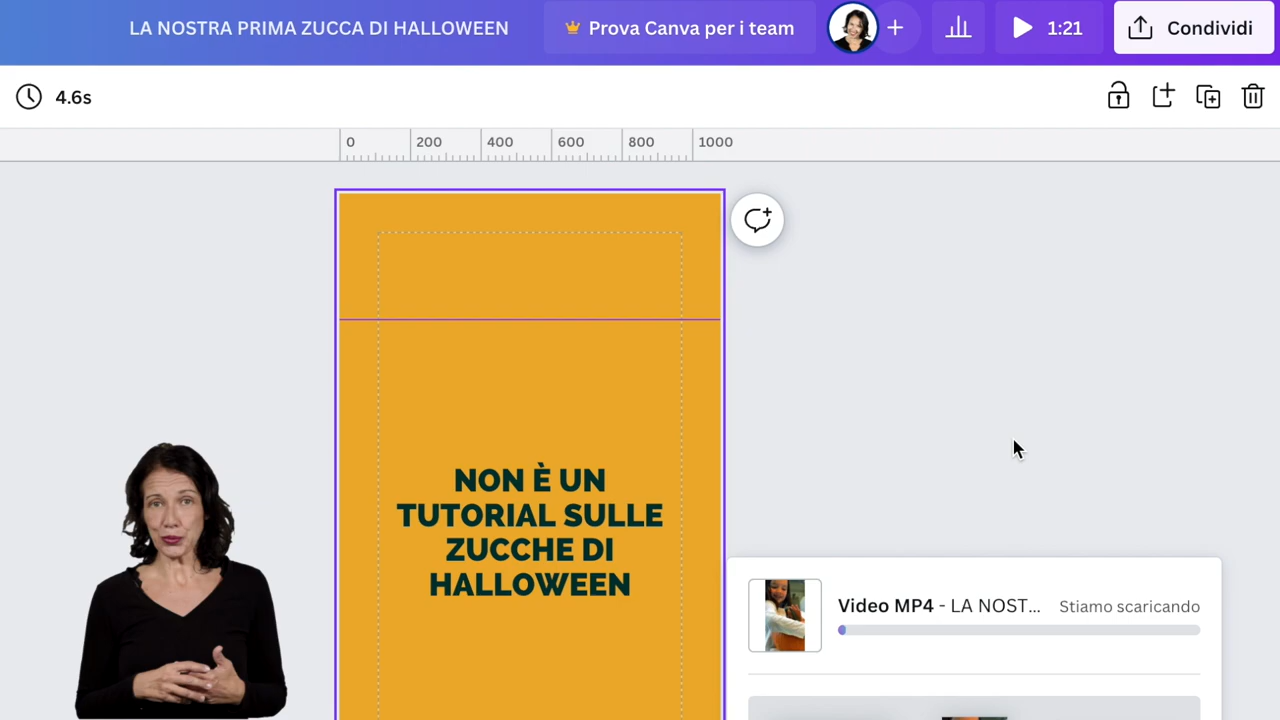 LA NOSTRA PRIMA ZUCCA DI HALLOWEEN
Prova Canva per i team
1:21
Condividi
4.6s
0 200 400 600 800 1000
NON È UN
TUTORIAL SULLE
ZUCCHE DI
HALLOWEEN
Video MP4 - LA NOST... Stiamo scaricando